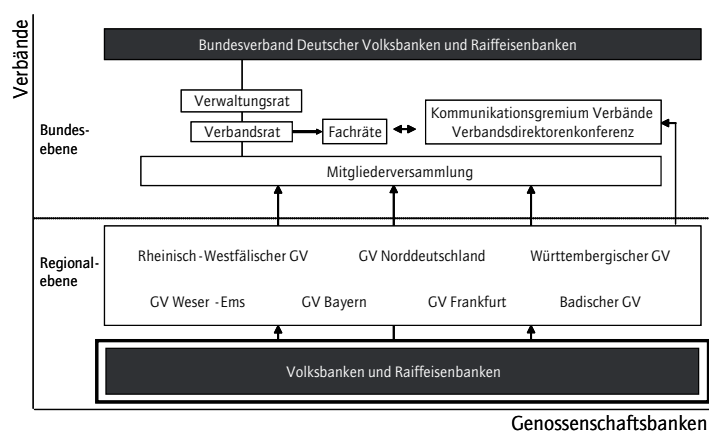 Verbände
Bundesverband Deutscher Volksbanken und Raiffeisenbanken
Verwaltungsrat
Bundes-
ebene
Verbandsrat
Fachräte
Kommunikationsgremium Verbände
Verbandsdirektorenkonferenz
Mitgliederversammlung
Regional-
ebene
Rheinisch-Westfälischer GV GV Norddeutschland Württembergischer GV
GV Weser -Ems GV Bayern GV Frankfurt Badischer GV
Volksbanken und Raiffeisenbanken
Genossenschaftsbanken